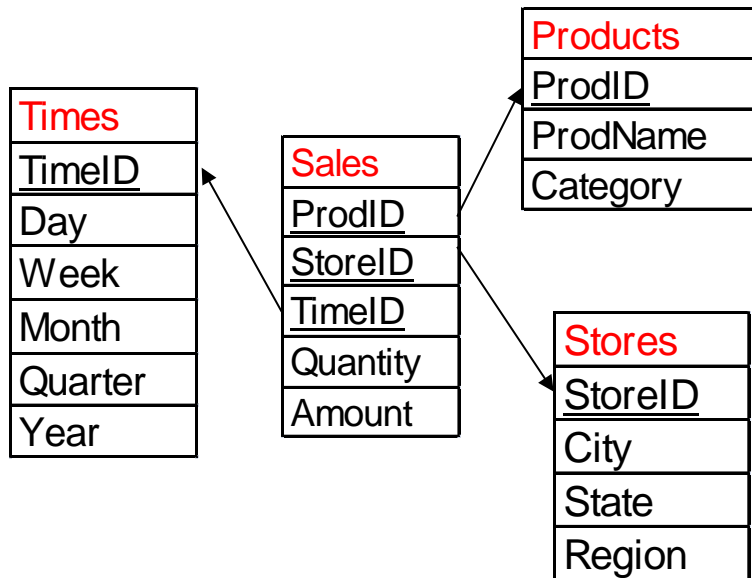 Times
TimeID
Day
Week
Month
Quarter
Year
Sales
ProdID
StoreID
TimeID
Quantity
Amount
Products
ProdID
ProdName
Category
Stores
StoreID
City
State
Region